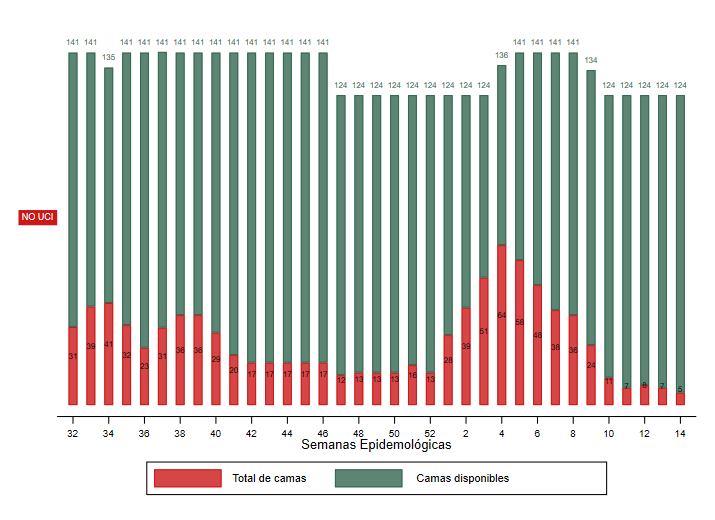 141 141 135 141 141 141 141 141 141 141 141 141 141 141 141 124 124 124 124 124 124 124 124 124 136 141 141 141 141 134 124 124 124 124 124
NO UCI
31 39 41 32 23 31 36 36 29 20 17 17 17 17 17 12 13 13 13 16 13 28 39 51 64 58 48 38 36 24 11 7 8 7 5
32 34 36 38 40 42 44 46 48 50 52 2 4 6 8 10 12 14
Semanas Epidemológicas
Total de camas Camas disponibles